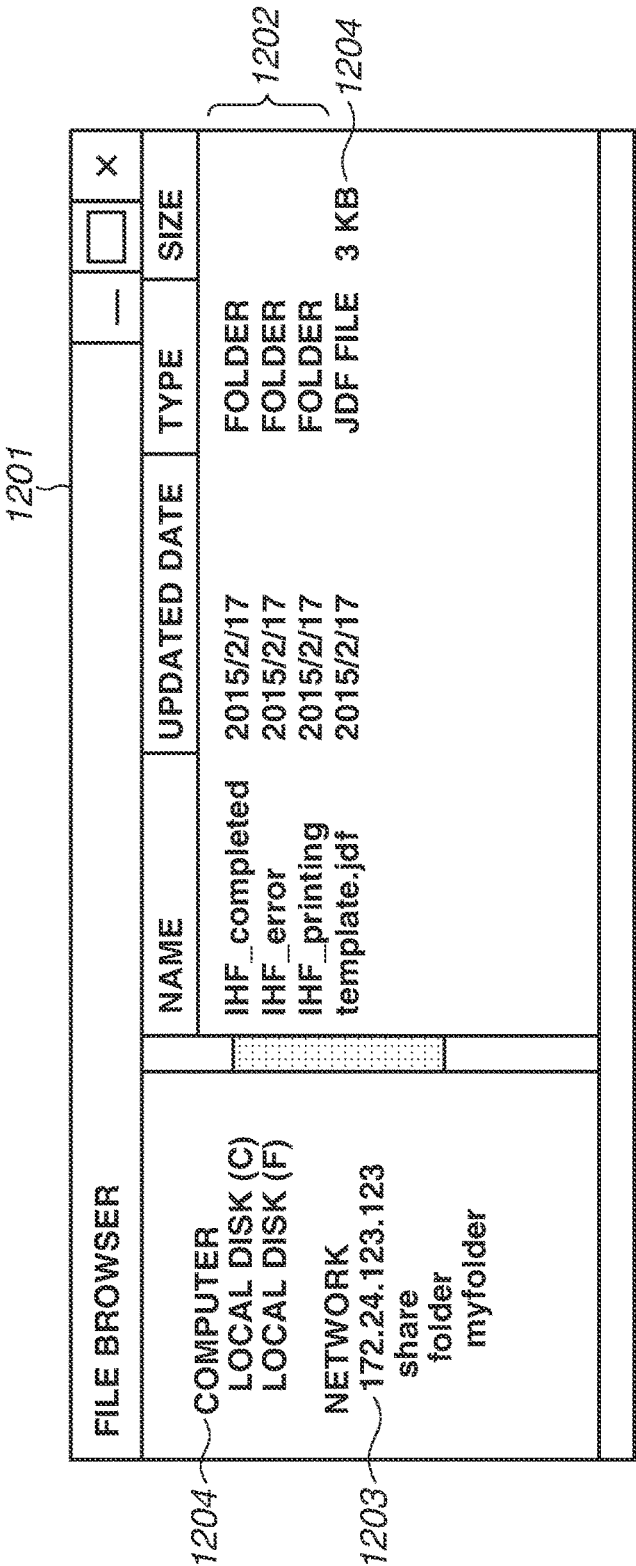 1201
FILE BROWSER — □ ×
NAME UPDATED DATE TYPE SIZE
1204 COMPUTER
LOCAL DISK (C)
LOCAL DISK (F)
NETWORK
1203 172.24.123.123
share
folder
myfolder
IHF_completed 2015/2/17 FOLDER
IHF_error 2015/2/17 FOLDER
IHF_printing 2015/2/17 FOLDER
template.jdf 2015/2/17 JDF FILE 3 KB
1202
1204